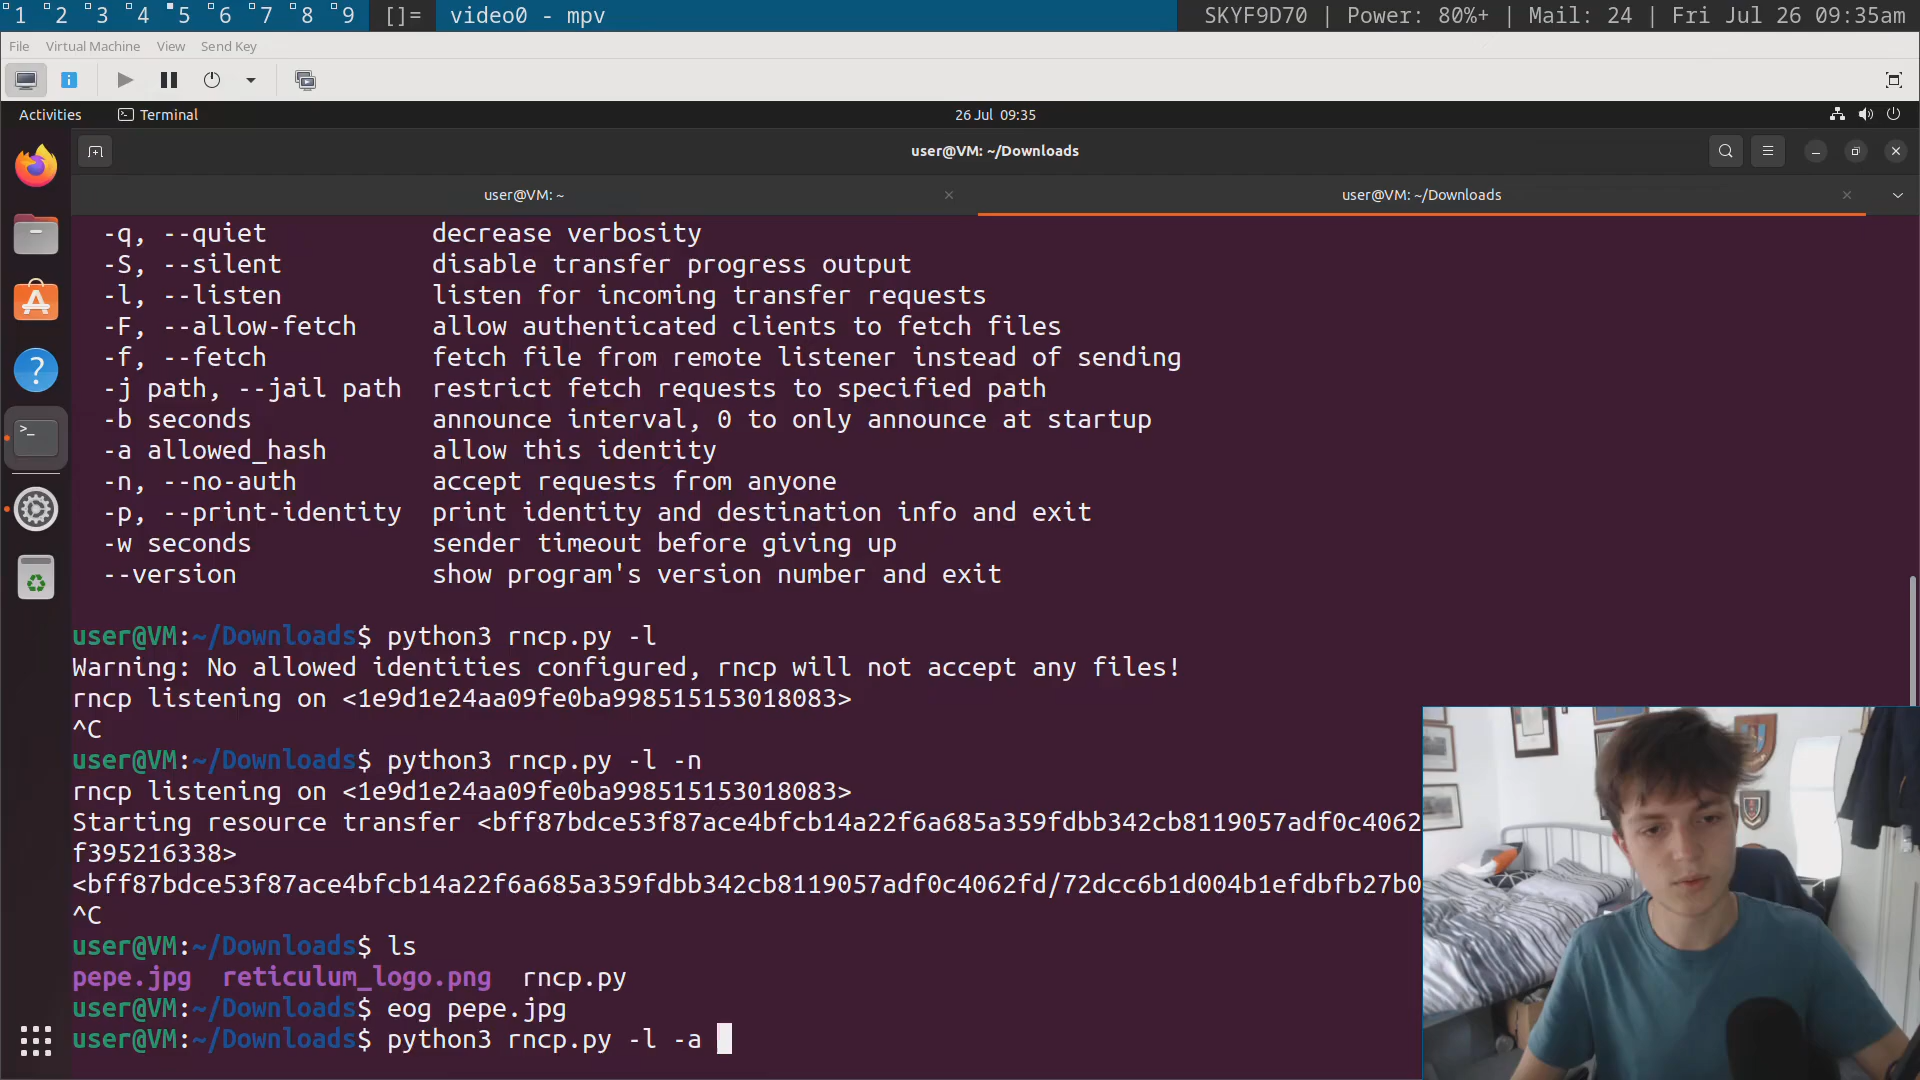 1 2 3 4 5 6 7 8 9 []= video0 - mpv SKYF9D70 | Power: 80%+ | Mail: 24 | Fri Jul 26 09:35am
File Virtual Machine View Send Key
Activities Terminal 26 Jul 09:35
user@VM: ~/Downloads
user@VM: ~ user@VM: ~/Downloads
-q, --quiet decrease verbosity
-S, --silent disable transfer progress output
-l, --listen listen for incoming transfer requests
-F, --allow-fetch allow authenticated clients to fetch files
-f, --fetch fetch file from remote listener instead of sending
-j path, --jail path restrict fetch requests to specified path
-b seconds announce interval, 0 to only announce at startup
-a allowed_hash allow this identity
-n, --no-auth accept requests from anyone
-p, --print-identity print identity and destination info and exit
-w seconds sender timeout before giving up
--version show program's version number and exit
user@VM:~/Downloads$ python3 rncp.py -l
Warning: No allowed identities configured, rncp will not accept any files!
rncp listening on <1e9d1e24aa09fe0ba998515153018083>
^C
user@VM:~/Downloads$ python3 rncp.py -l -n
rncp listening on <1e9d1e24aa09fe0ba998515153018083>
Starting resource transfer <bff87bdce53f87ace4bfcb14a22f6a685a359fdbb342cb8119057adf0c4062
f395216338>
<bff87bdce53f87ace4bfcb14a22f6a685a359fdbb342cb8119057adf0c4062fd/72dcc6b1d004b1efdbfb27b0
^C
user@VM:~/Downloads$ ls
pepe.jpg reticulum_logo.png rncp.py
user@VM:~/Downloads$ eog pepe.jpg
user@VM:~/Downloads$ python3 rncp.py -l -a